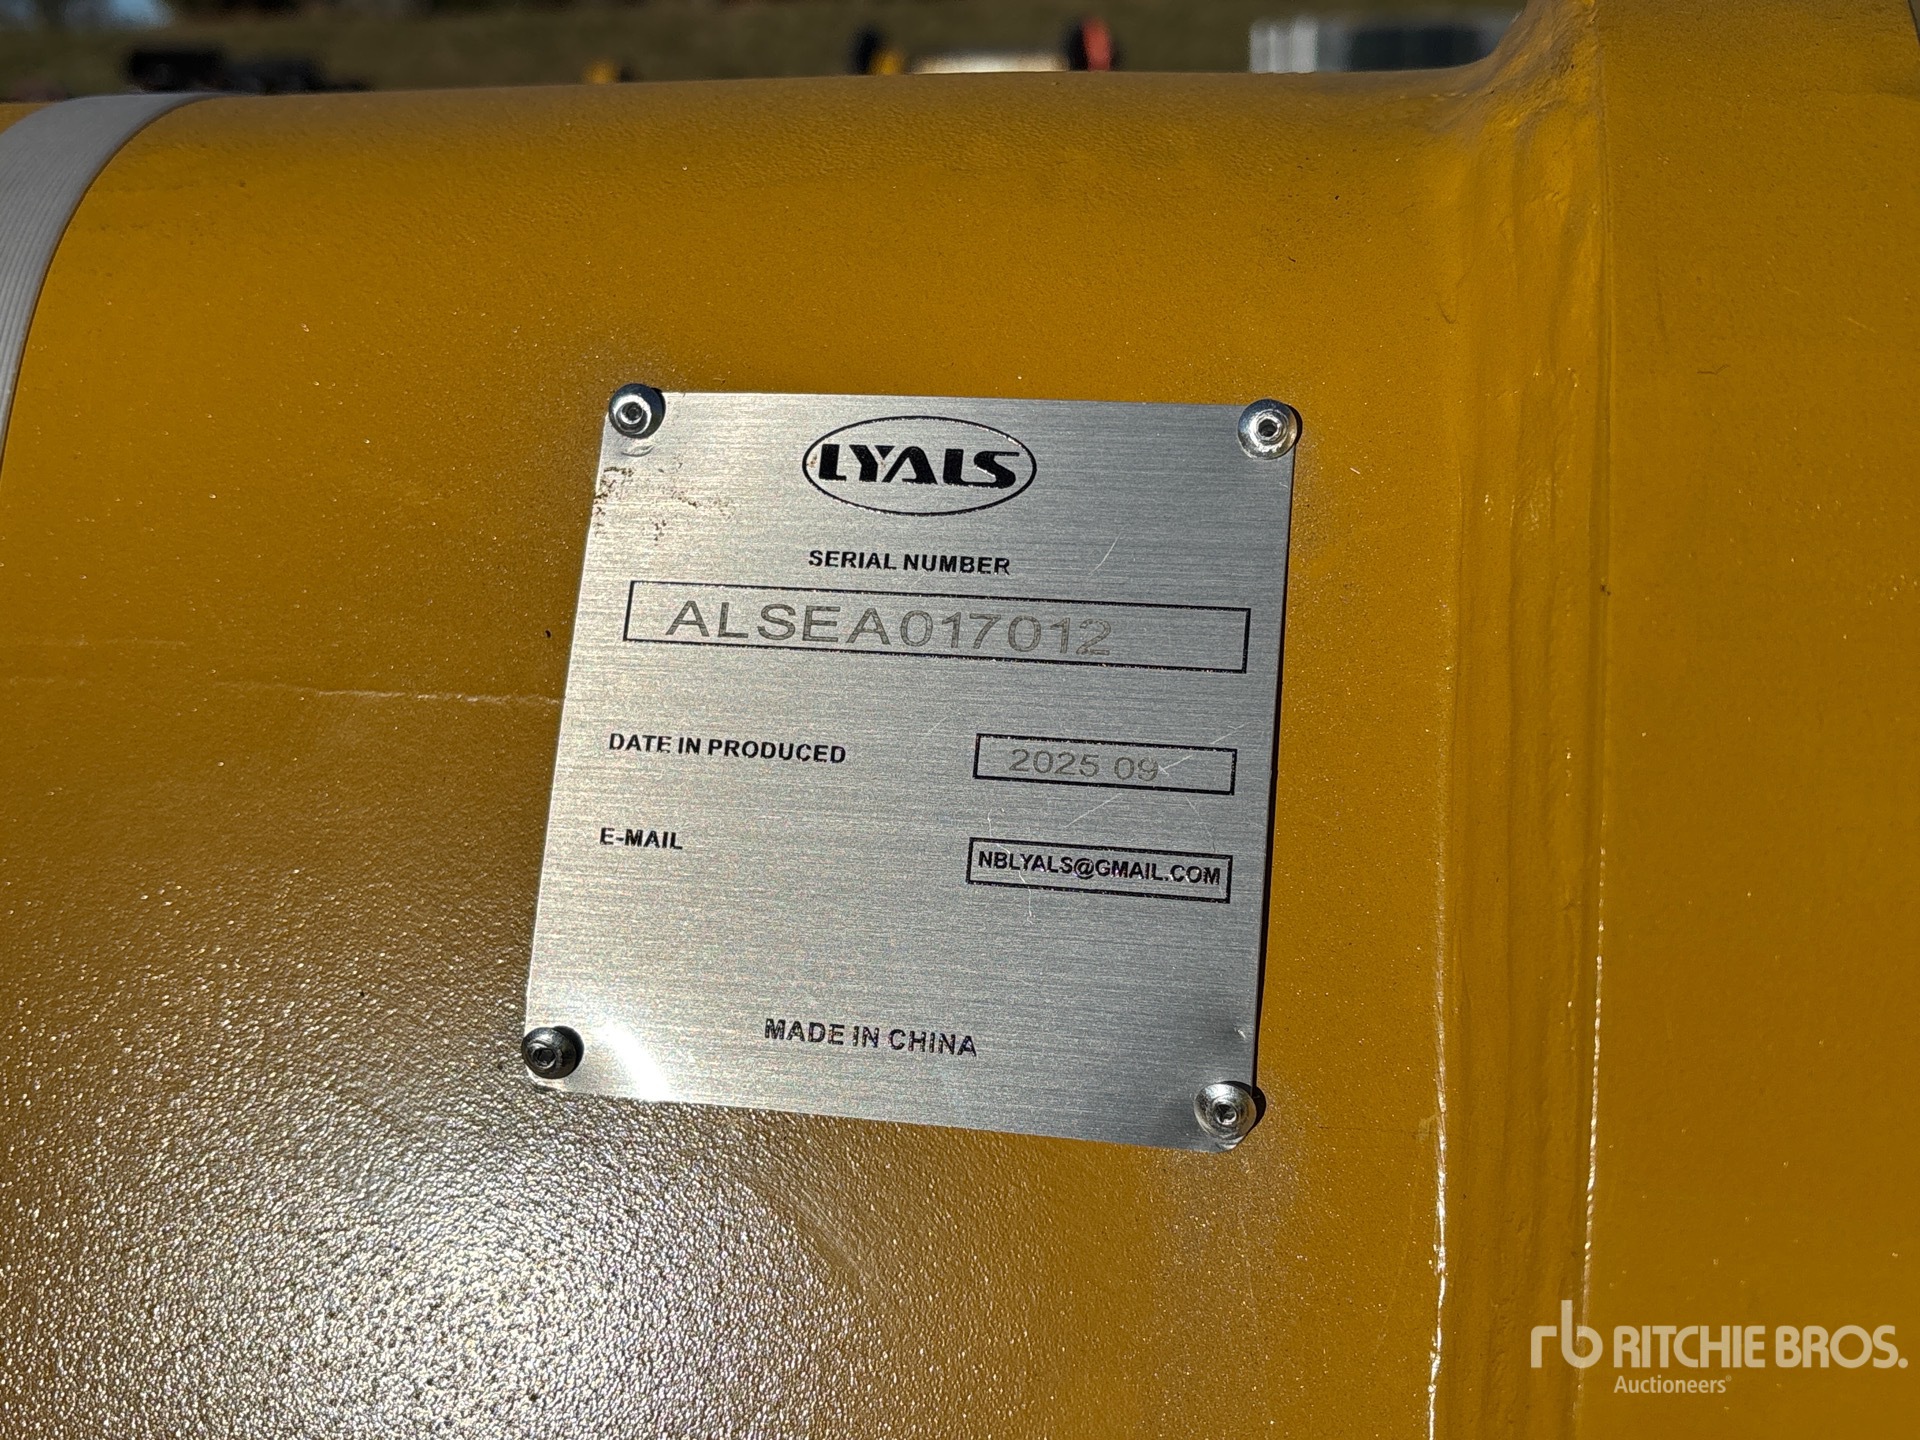 LYALS
SERIAL NUMBER
ALSEA017012
DATE IN PRODUCED 2025 09
E-MAIL NBLYALS@GMAIL.COM
MADE IN CHINA
rb RITCHIE BROS.
Auctioneers